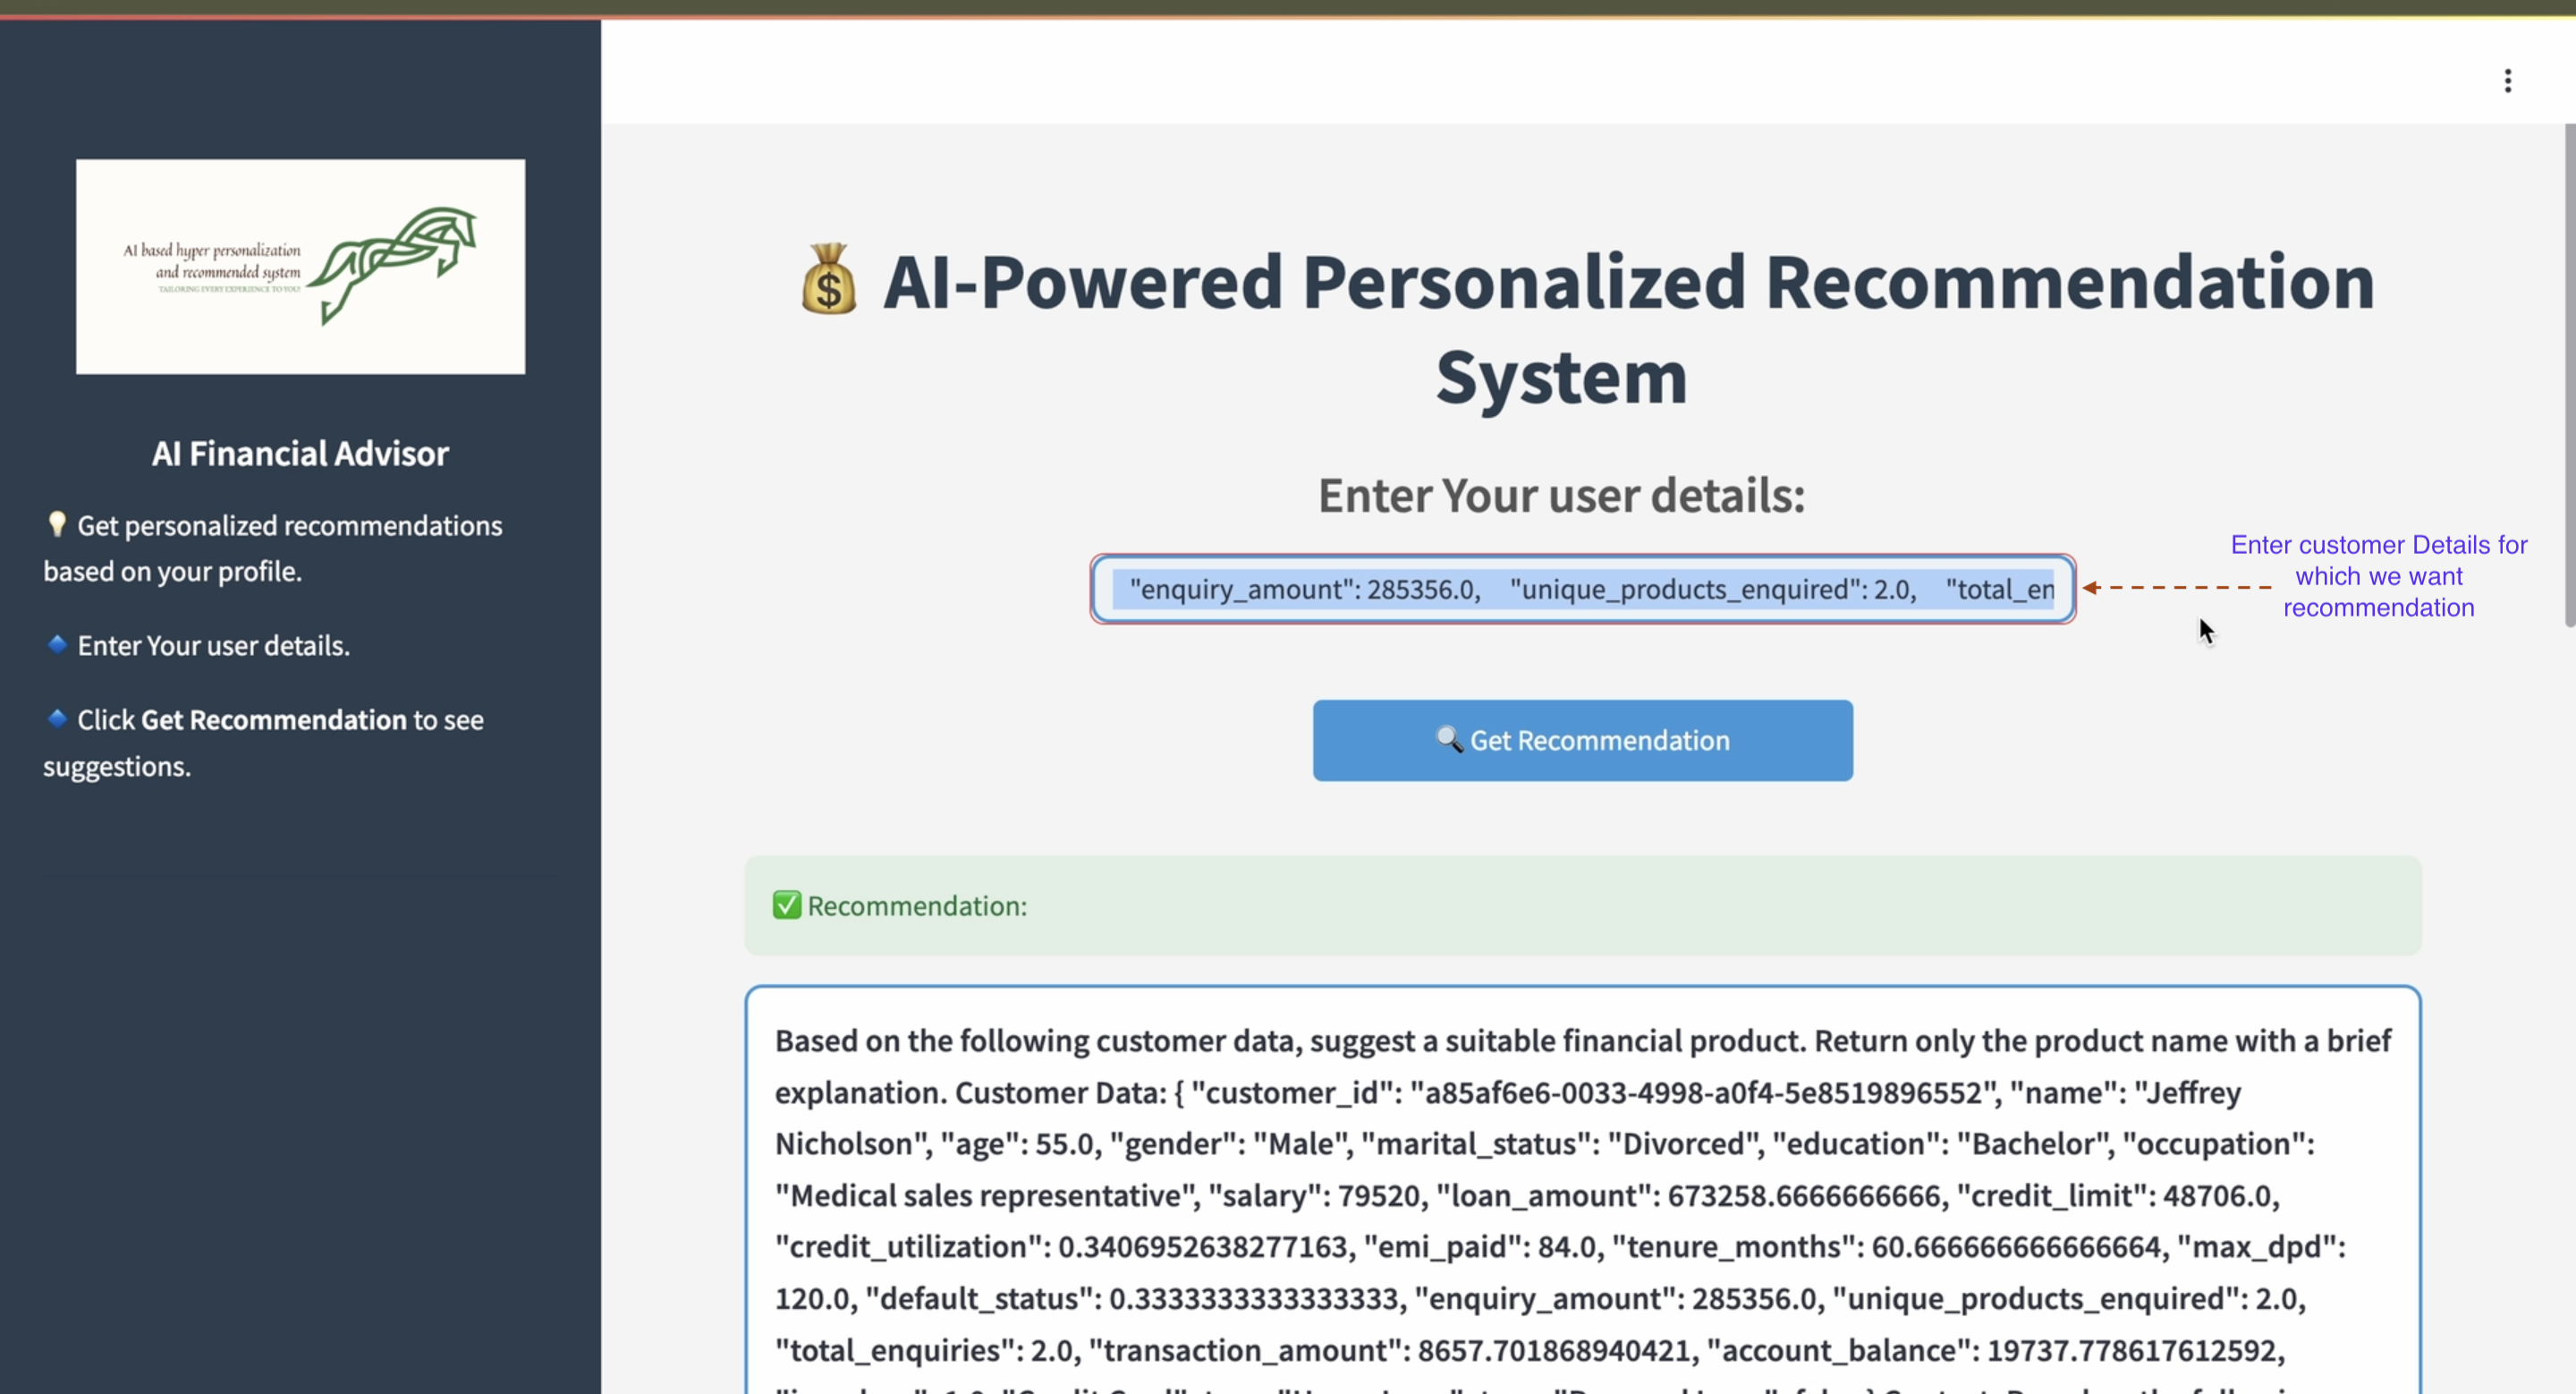 AI based hyper personalization
and recommended system
TAILORING EVERY EXPERIENCE TO YOU!
AI Financial Advisor
💡 Get personalized recommendations
based on your profile.
🔹 Enter Your user details.
🔹 Click Get Recommendation to see
suggestions.
💰 AI-Powered Personalized Recommendation
System
Enter Your user details:
"enquiry_amount": 285356.0, "unique_products_enquired": 2.0, "total_en
Enter customer Details for
which we want
recommendation
🔍 Get Recommendation
✅ Recommendation:
Based on the following customer data, suggest a suitable financial product. Return only the product name with a brief
explanation. Customer Data: { "customer_id": "a85af6e6-0033-4998-a0f4-5e8519896552", "name": "Jeffrey
Nicholson", "age": 55.0, "gender": "Male", "marital_status": "Divorced", "education": "Bachelor", "occupation":
"Medical sales representative", "salary": 79520, "loan_amount": 673258.6666666666, "credit_limit": 48706.0,
"credit_utilization": 0.3406952638277163, "emi_paid": 84.0, "tenure_months": 60.666666666666664, "max_dpd":
120.0, "default_status": 0.3333333333333333, "enquiry_amount": 285356.0, "unique_products_enquired": 2.0,
"total_enquiries": 2.0, "transaction_amount": 8657.701868940421, "account_balance": 19737.778617612592,